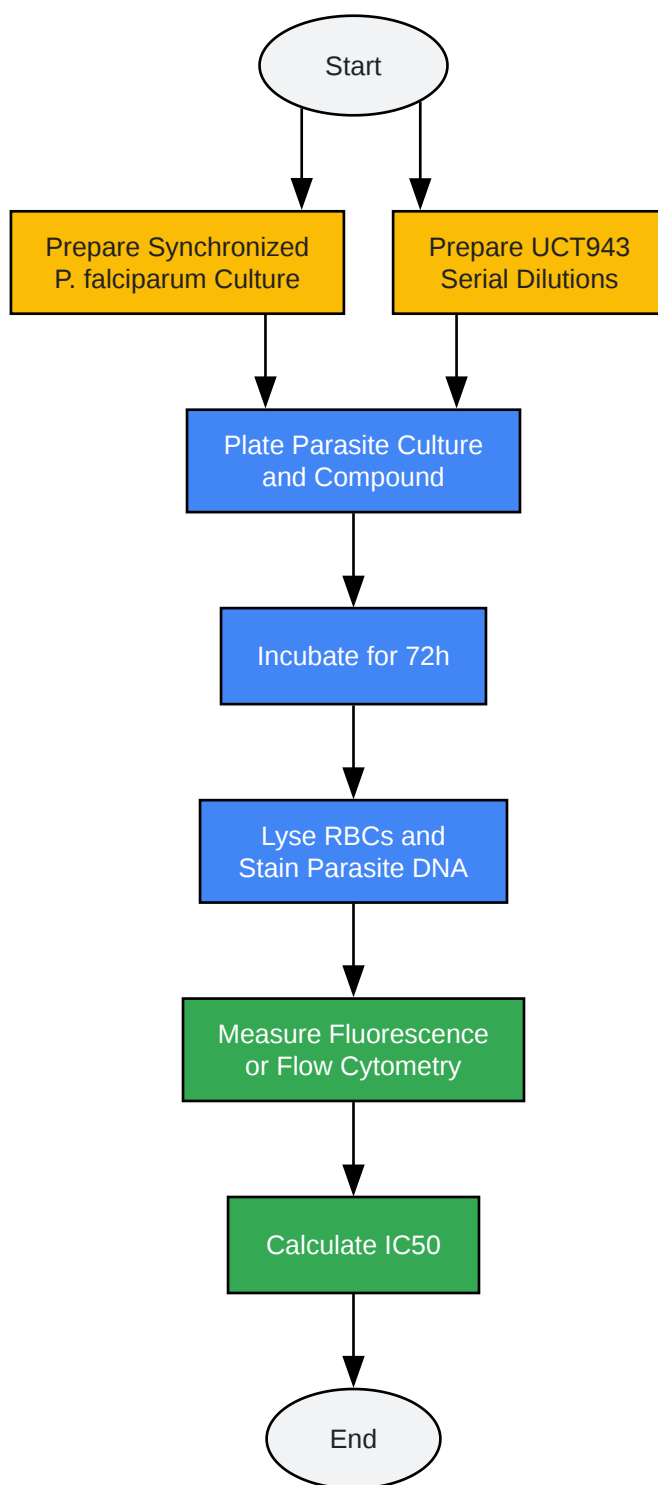 Start
Prepare Synchronized
P. falciparum Culture
Prepare UCT943
Serial Dilutions
Plate Parasite Culture
and Compound
Incubate for 72h
Lyse RBCs and
Stain Parasite DNA
Measure Fluorescence
or Flow Cytometry
Calculate IC50
End